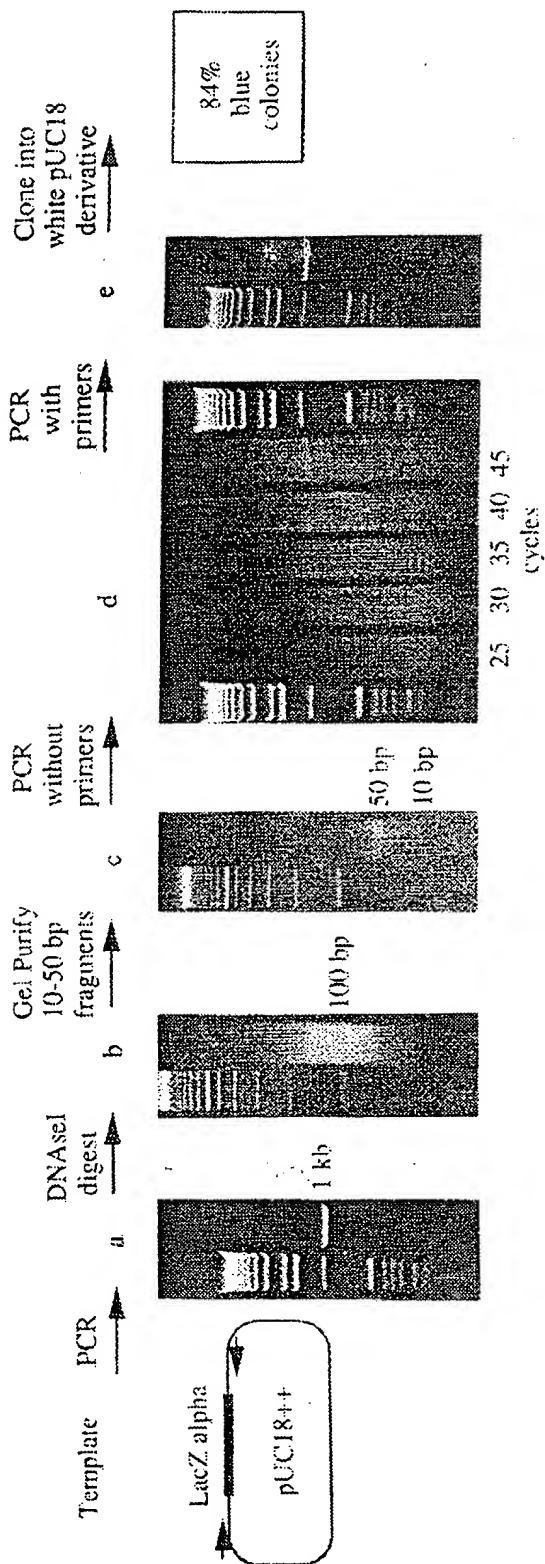 Template
PCR
LacZ alpha
pUC18++
a
1 kb
DNAseI
digest
b
100 bp
Gel Purify
10-50 bp
fragments
c
50 bp
10 bp
PCR
without
primers
d
25 30 35 40 45
cycles
PCR
with
primers
e
*
Clone into
white pUC18
derivative
84%
blue
colonies